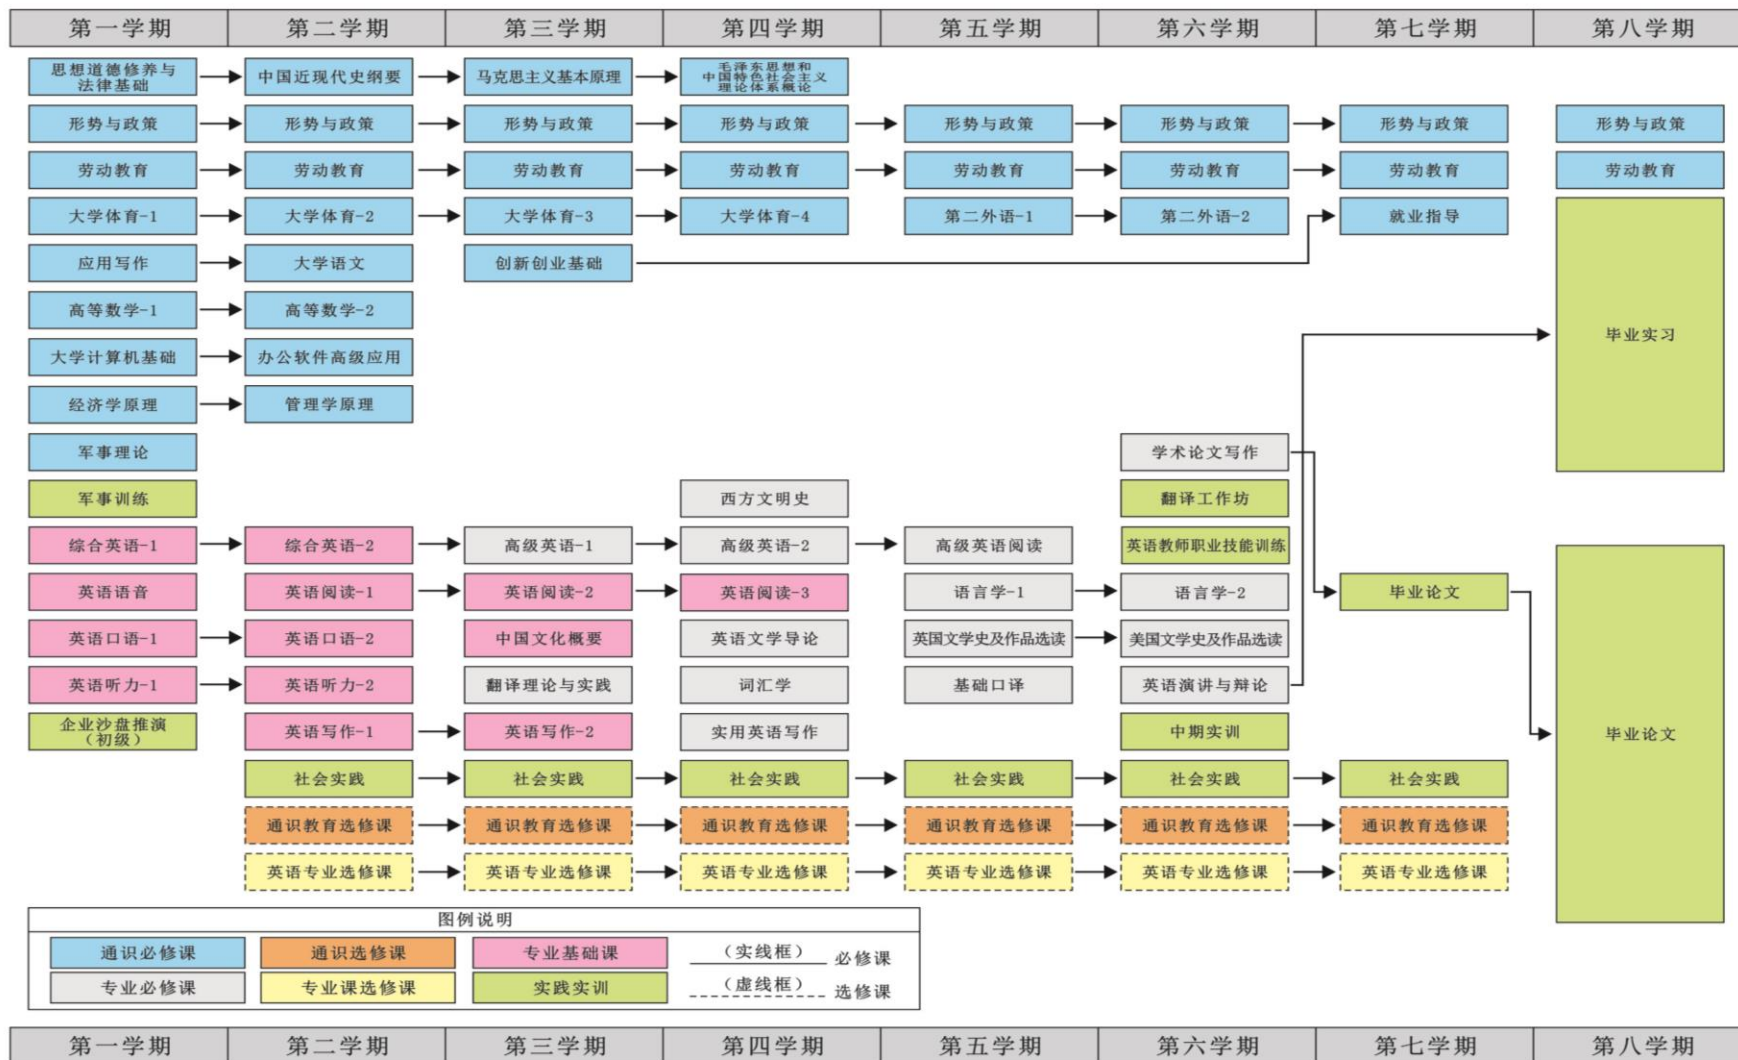 第一学期 第二学期 第三学期 第四学期 第五学期 第六学期 第七学期 第八学期
思想道德修养与
法律基础
中国近现代史纲要
马克思主义基本原理
毛泽东思想和
中国特色社会主义
理论体系概论
形势与政策 形势与政策 形势与政策 形势与政策 形势与政策 形势与政策 形势与政策 形势与政策
劳动教育 劳动教育 劳动教育 劳动教育 劳动教育 劳动教育 劳动教育 劳动教育
大学体育-1 大学体育-2 大学体育-3 大学体育-4 第二外语-1 第二外语-2 就业指导
应用写作 大学语文 创新创业基础
高等数学-1 高等数学-2
大学计算机基础 办公软件高级应用 毕业实习
经济学原理 管理学原理
军事理论 学术论文写作
军事训练 西方文明史 翻译工作坊
综合英语-1 综合英语-2 高级英语-1 高级英语-2 高级英语阅读 英语教师职业技能训练
英语语音 英语阅读-1 英语阅读-2 英语阅读-3 语言学-1 语言学-2 毕业论文
英语口语-1 英语口语-2 中国文化概要 英语文学导论 英国文学史及作品选读 美国文学史及作品选读
英语听力-1 英语听力-2 翻译理论与实践 词汇学 基础口译 英语演讲与辩论
企业沙盘推演
（初级）
英语写作-1 英语写作-2 实用英语写作 中期实训 毕业论文
社会实践 社会实践 社会实践 社会实践 社会实践 社会实践
通识教育选修课 通识教育选修课 通识教育选修课 通识教育选修课 通识教育选修课 通识教育选修课
英语专业选修课 英语专业选修课 英语专业选修课 英语专业选修课 英语专业选修课 英语专业选修课
图例说明
通识必修课 通识选修课 专业基础课 （实线框） 必修课
专业必修课 专业课选修课 实践实训 （虚线框） 选修课
第一学期 第二学期 第三学期 第四学期 第五学期 第六学期 第七学期 第八学期